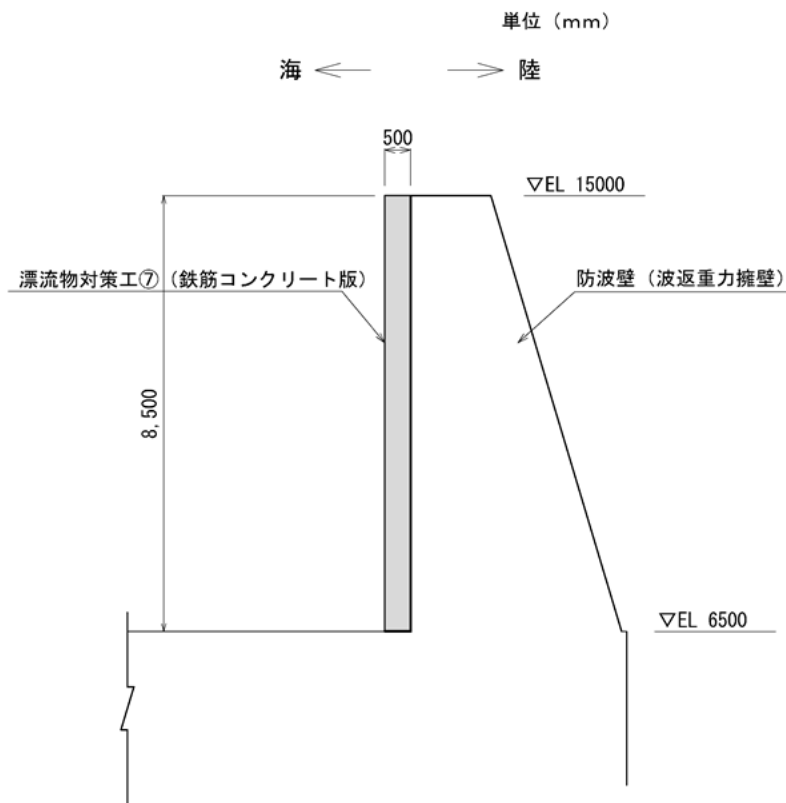 単位（mm）
海
陸
500
▽EL 15000
漂流物対策工⑦（鉄筋コンクリート版）
防波壁（波返重力擁壁）
8,500
▽EL 6500